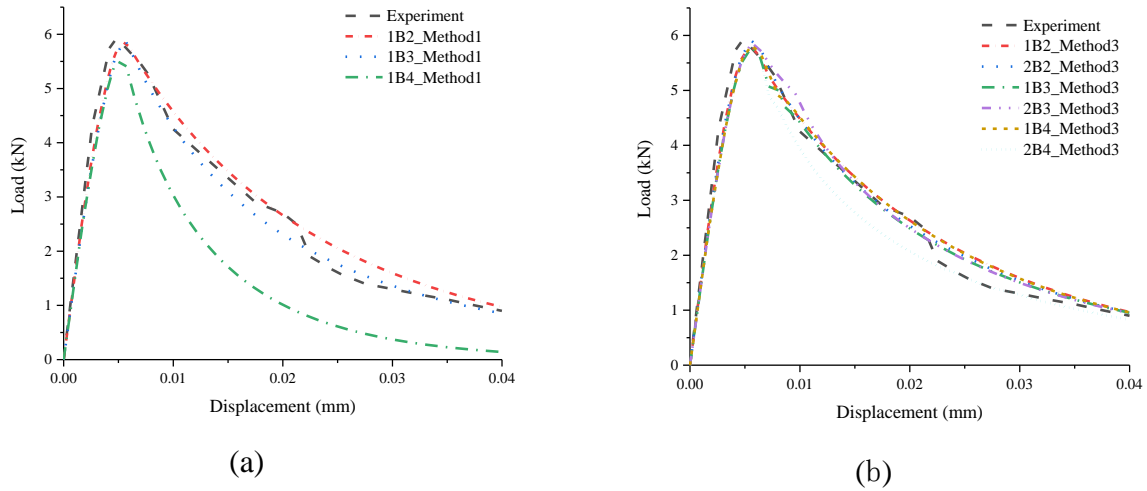 Experiment
1B2_Method1
1B3_Method1
1B4_Method1
6
5
4
3
2
1
0
0.00 0.01 0.02 0.03 0.04
Load (kN)
Displacement (mm)
(a)
Experiment
1B2_Method3
2B2_Method3
1B3_Method3
2B3_Method3
1B4_Method3
2B4_Method3
6
5
4
3
2
1
0
0.00 0.01 0.02 0.03 0.04
Load (kN)
Displacement (mm)
(b)